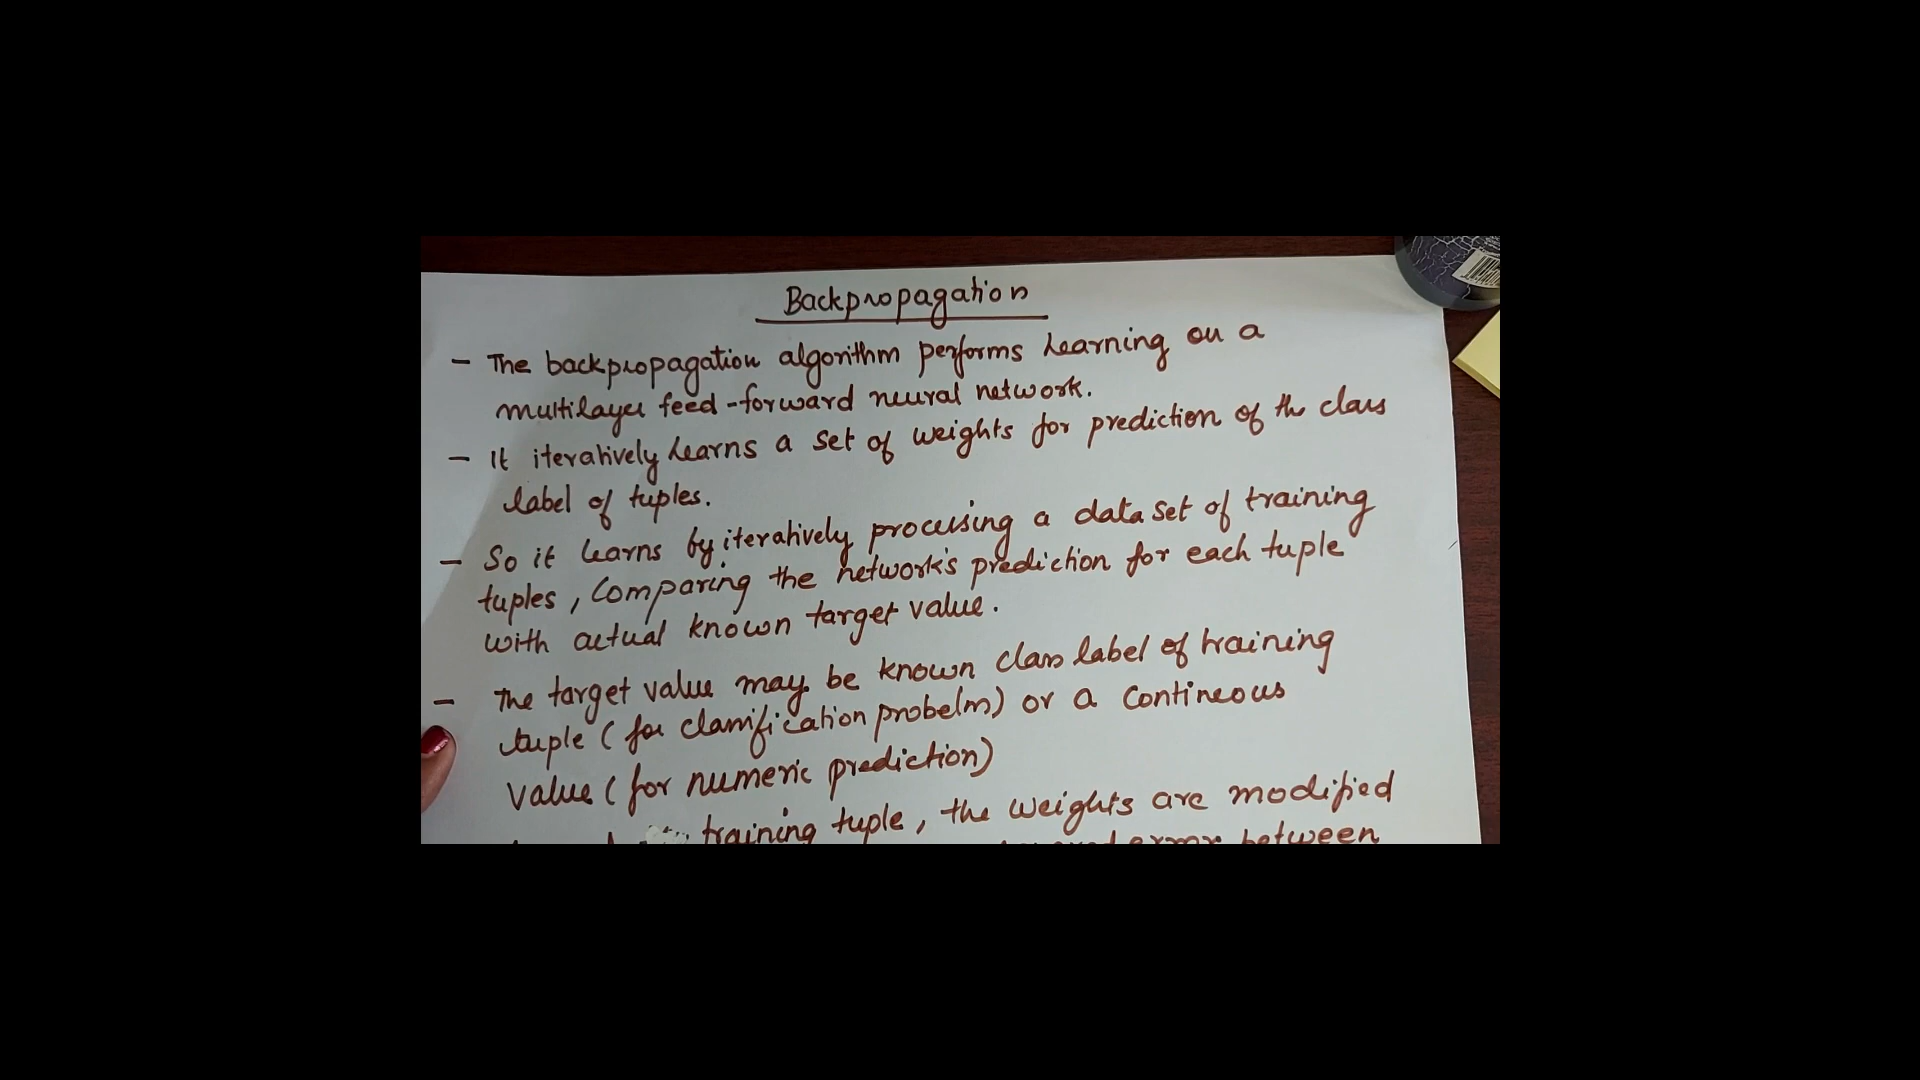 Backpropagation
- The backpropagation algorithm performs learning on a
multilayer feed-forward neural network.
- It iteratively learns a set of weights for prediction of the class
label of tuples.
- So it learns by iteratively processing a data set of training
tuples, Comparing the network's prediction for each tuple
with actual known target value.
- The target value may be known class label of training
tuple (for classification probelm) or a contineous
value (for numeric prediction)
training tuple, the weights are modified
error between